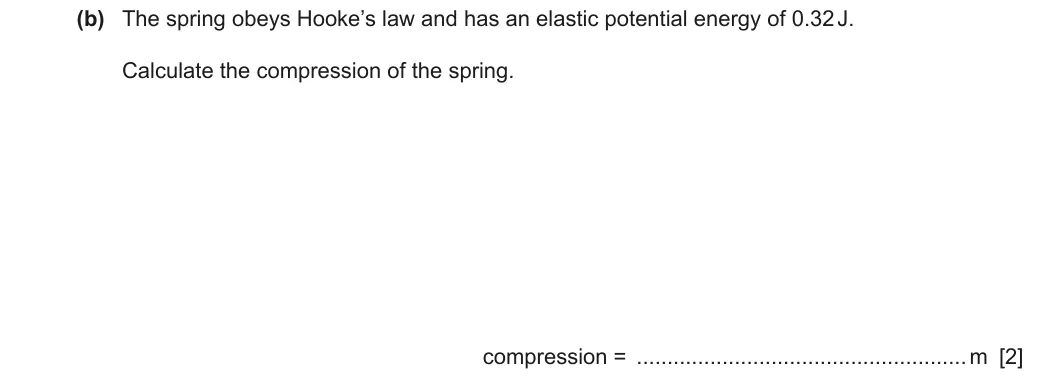 (b) The spring obeys Hooke’s law and has an elastic potential energy of 0.32 J.
Calculate the compression of the spring.
compression = ....................................................... m [2]